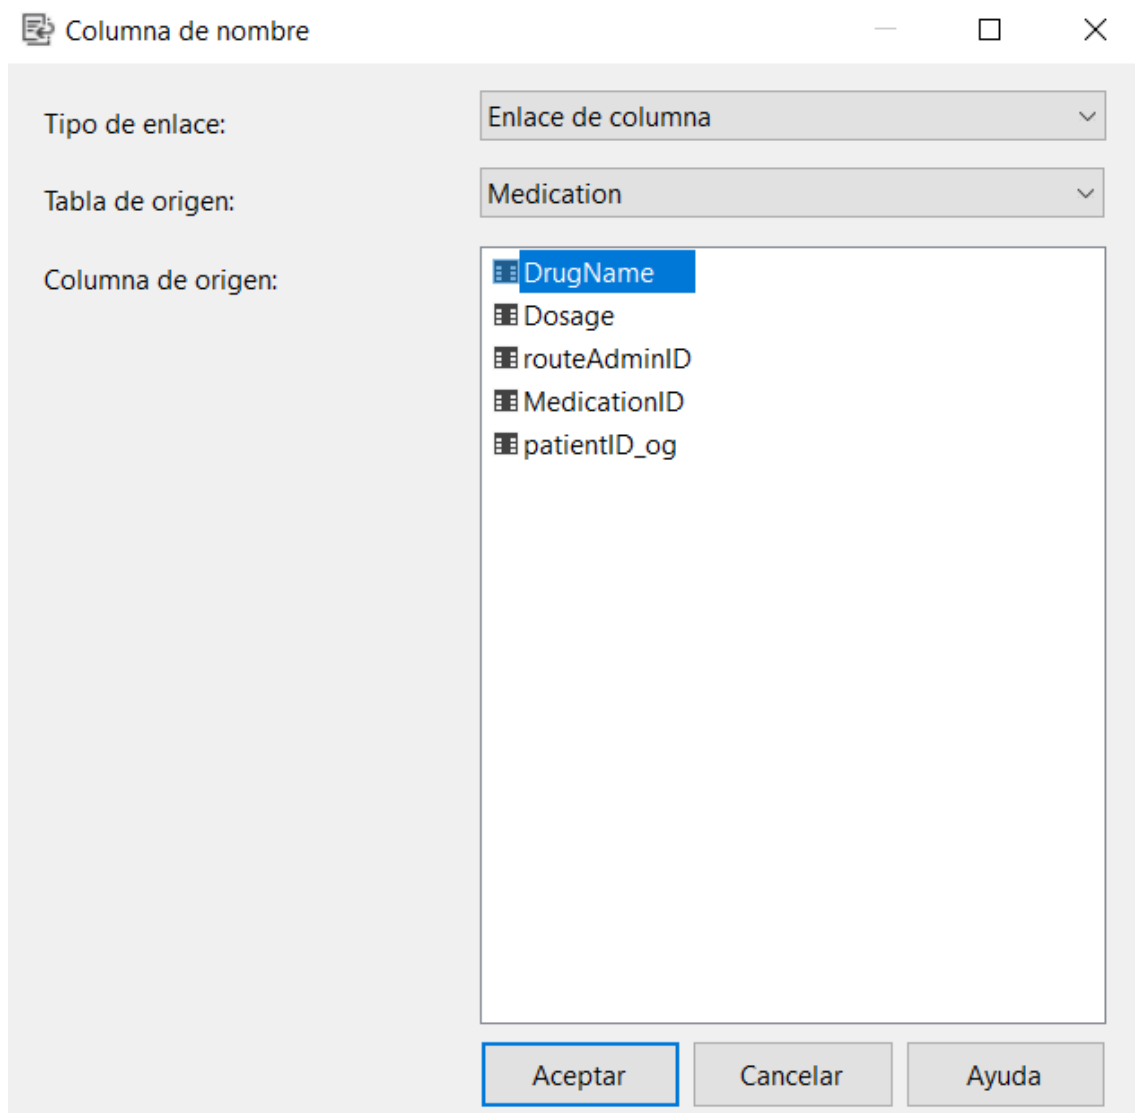 Columna de nombre
Tipo de enlace:
Enlace de columna
Tabla de origen:
Medication
Columna de origen:
DrugName
Dosage
routeAdminID
MedicationID
patientID_og
Aceptar
Cancelar
Ayuda